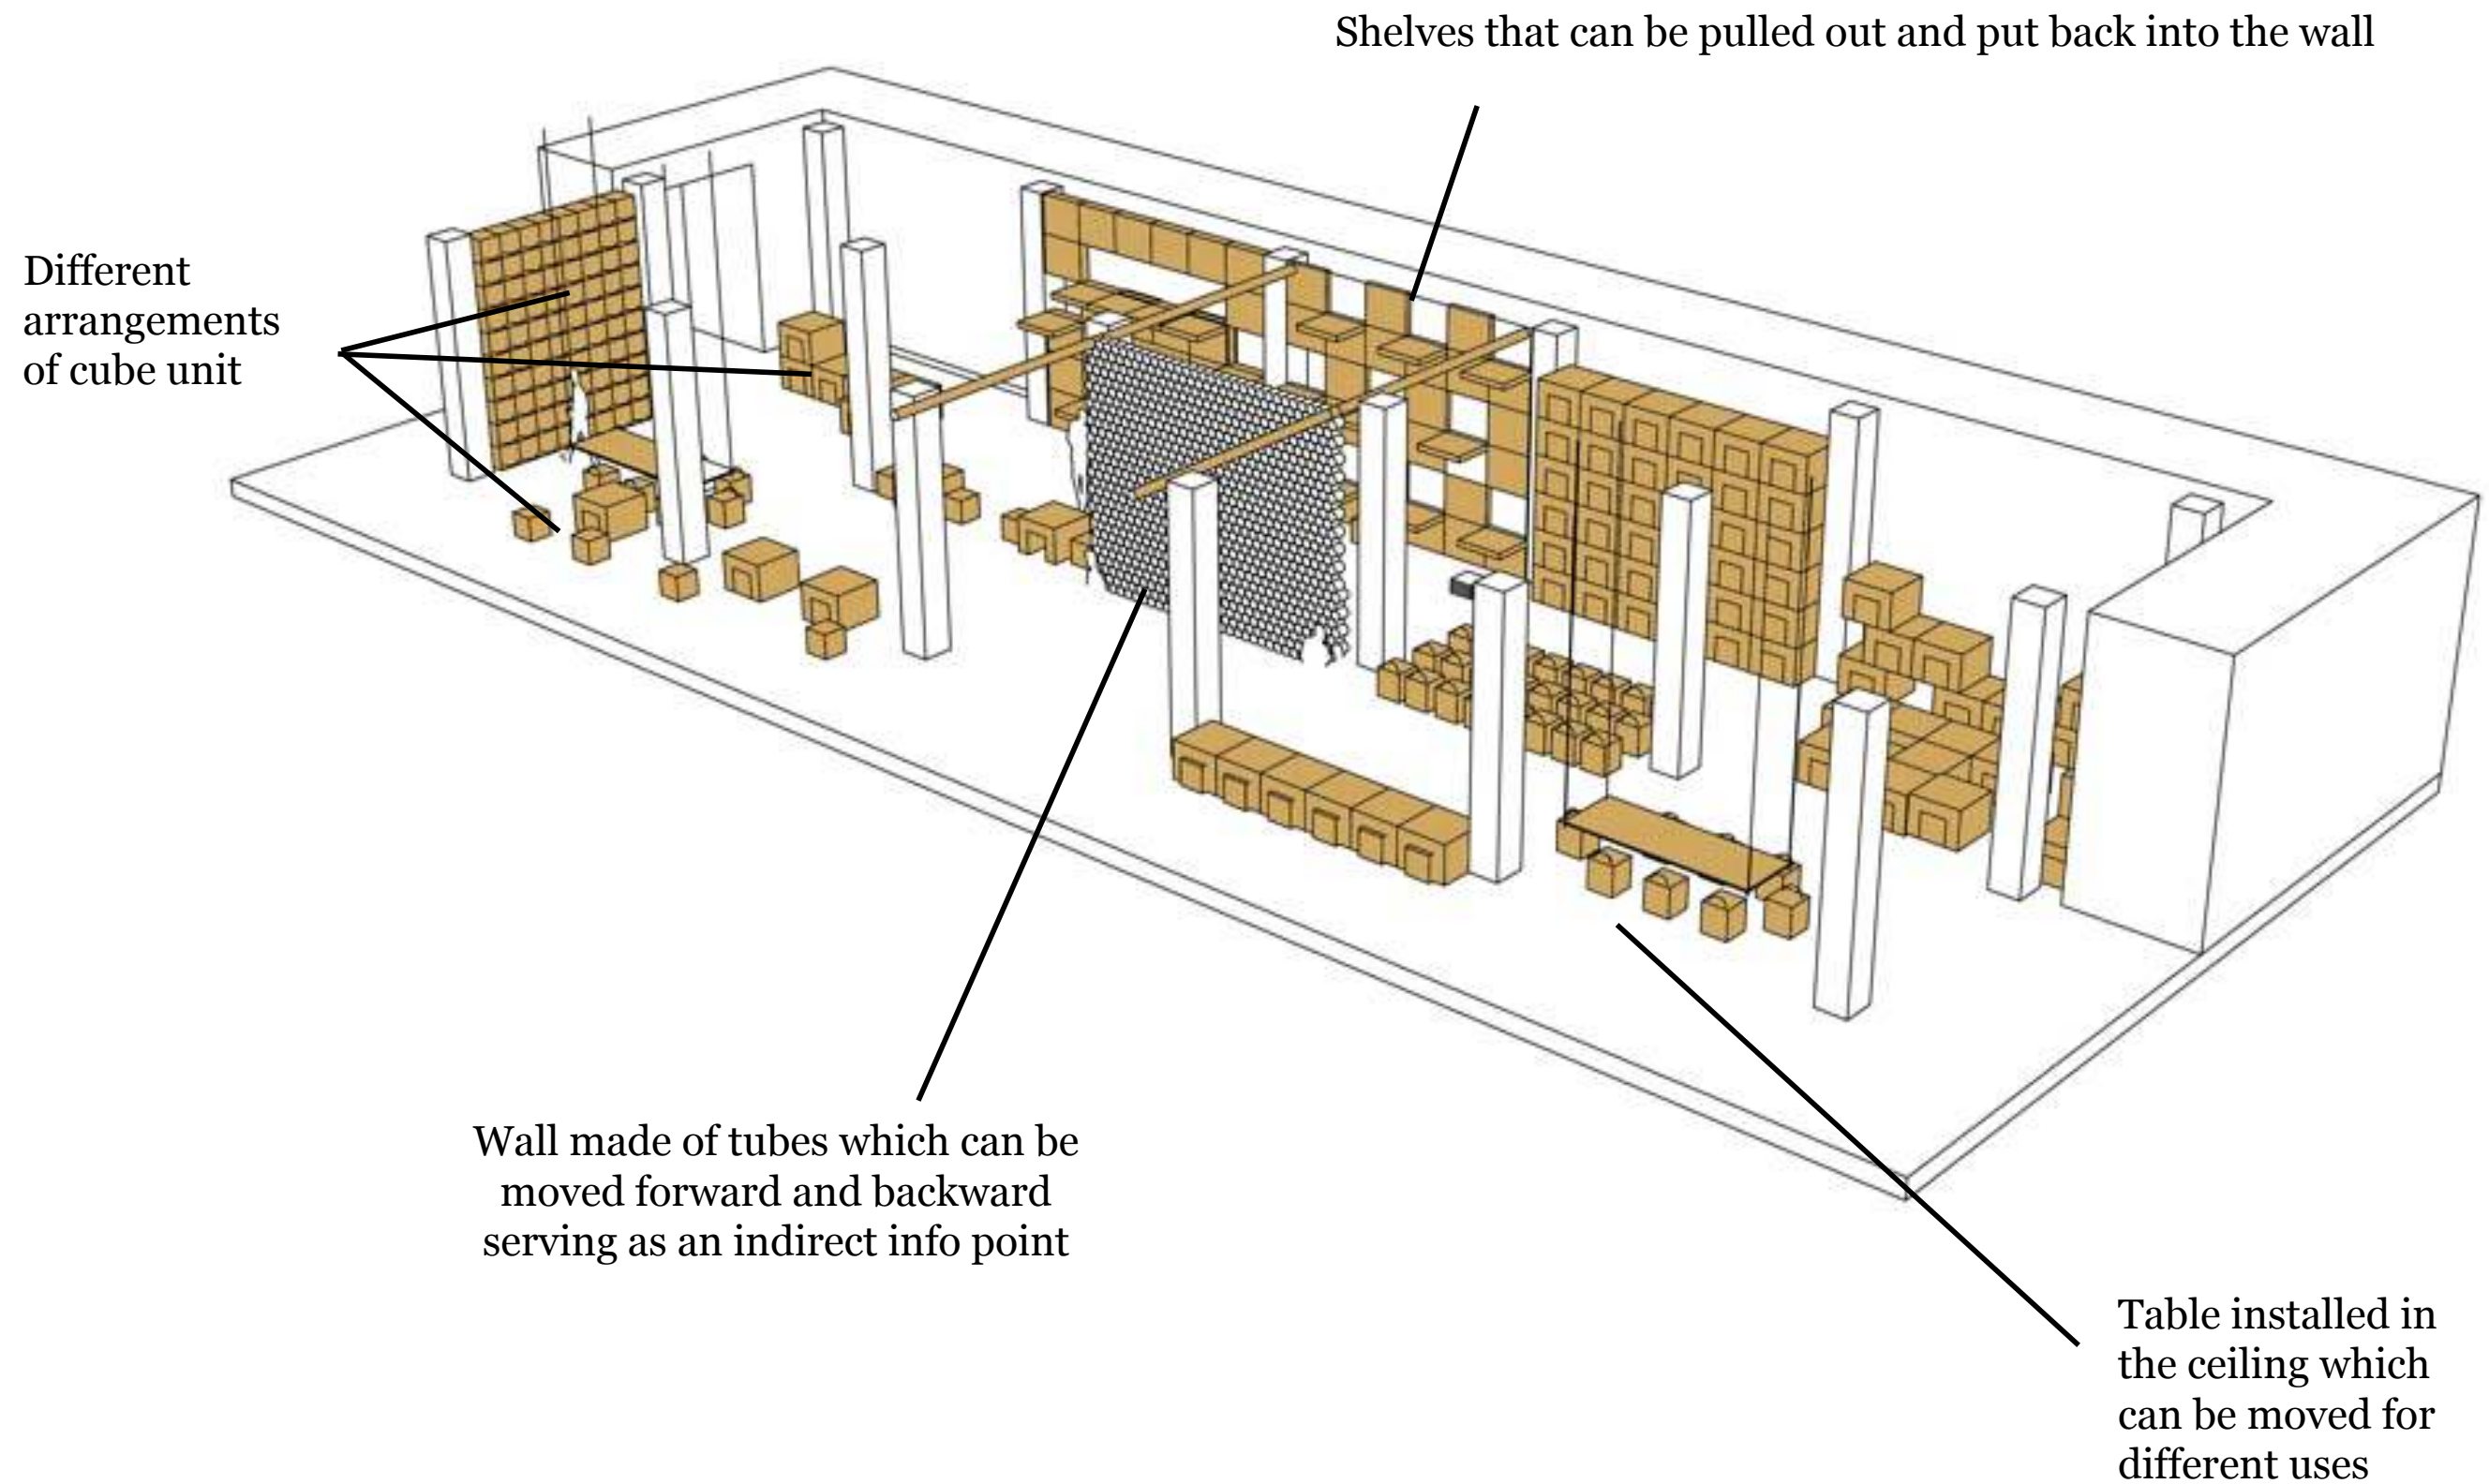 Shelves that can be pulled out and put back into the wall
Different
arrangements
of cube unit
Wall made of tubes which can be
moved forward and backward
serving as an indirect info point
Table installed in
the ceiling which
can be moved for
different uses